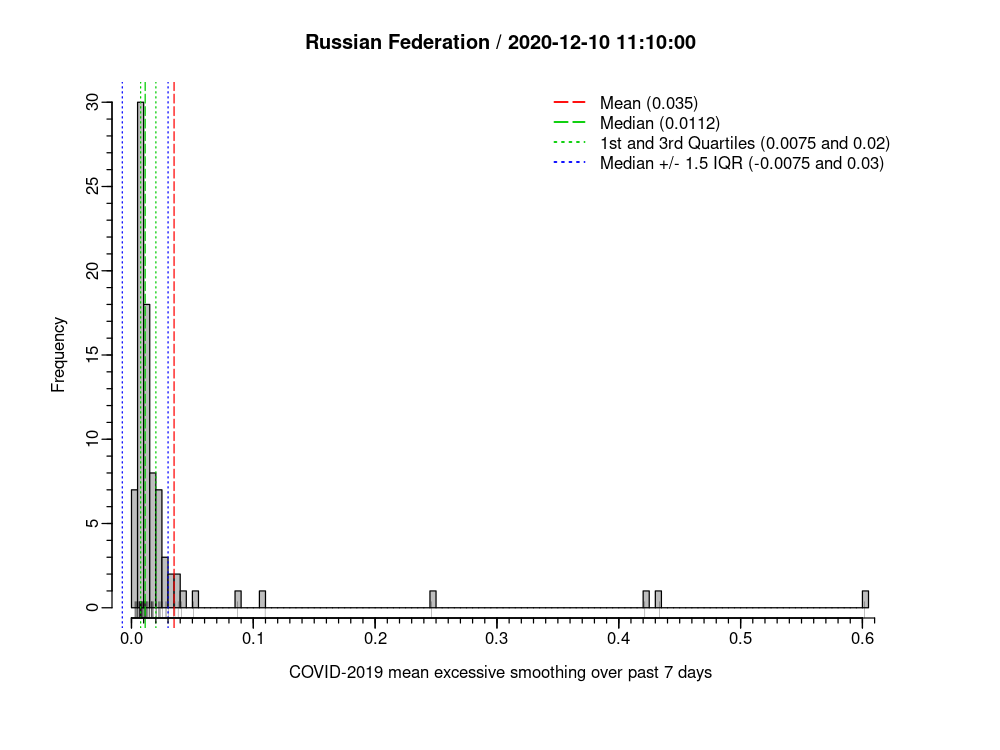 Russian Federation / 2020-12-10 11:10:00
Mean (0.035)
Median (0.0112)
1st and 3rd Quartiles (0.0075 and 0.02)
Median +/- 1.5 IQR (-0.0075 and 0.03)
Frequency
30
25
20
15
10
5
0
0.0 0.1 0.2 0.3 0.4 0.5 0.6
COVID-2019 mean excessive smoothing over past 7 days